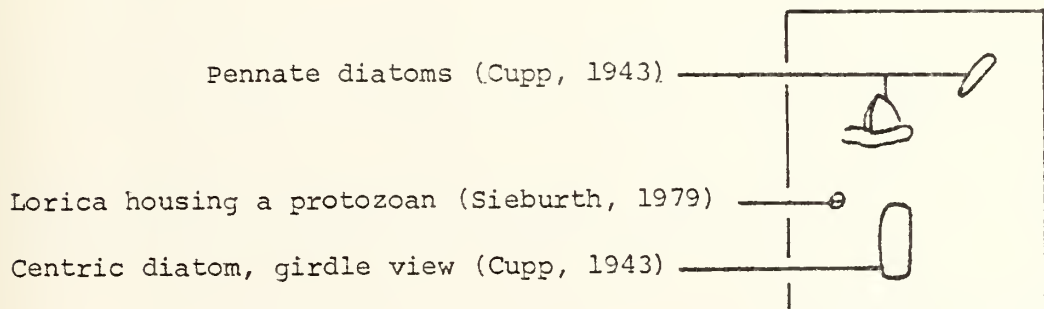 Pennate diatoms (Cupp, 1943)
Lorica housing a protozoan (Sieburth, 1979)
Centric diatom, girdle view (Cupp, 1943)